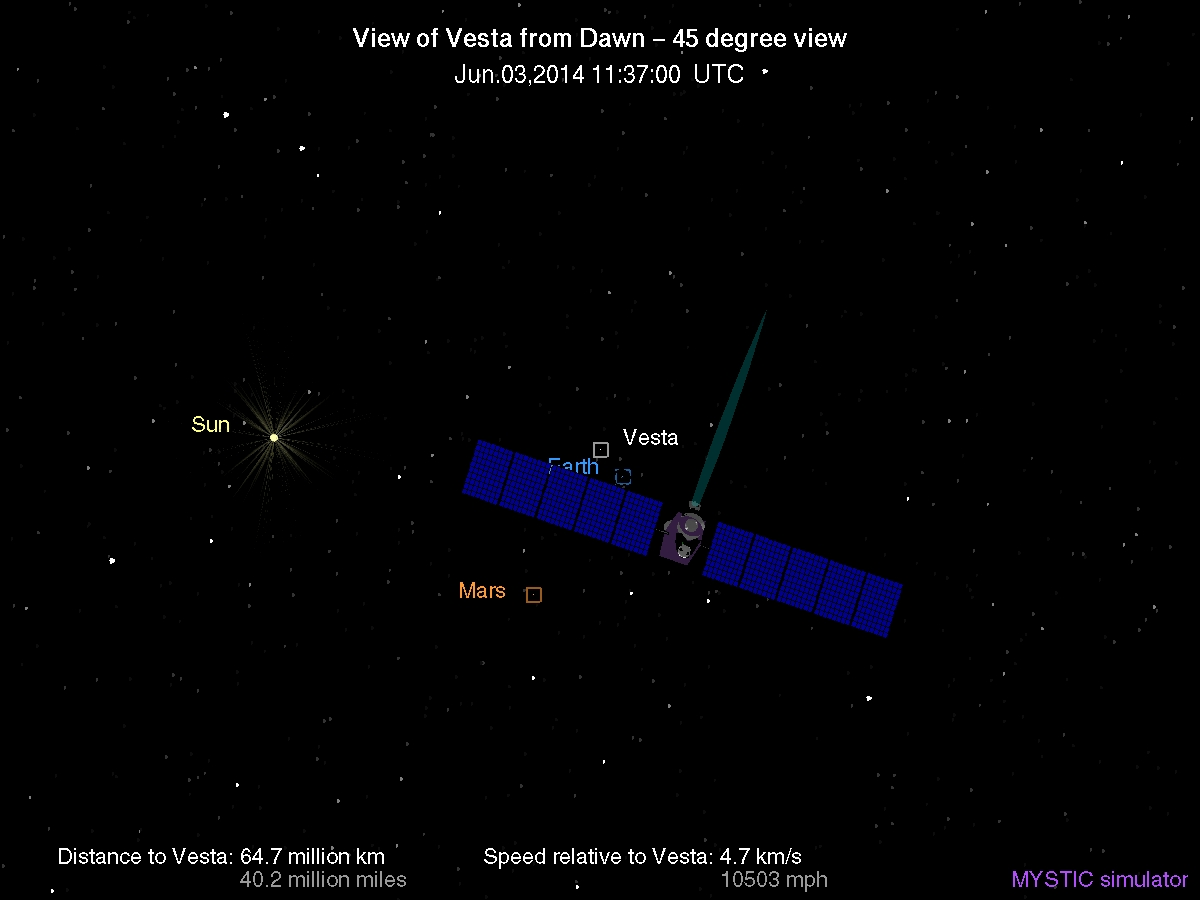 View of Vesta from Dawn – 45 degree view
Jun.03,2014 11:37:00 UTC
Sun
Vesta
Earth
Mars
Distance to Vesta: 64.7 million km
40.2 million miles
Speed relative to Vesta: 4.7 km/s
10503 mph
MYSTIC simulator